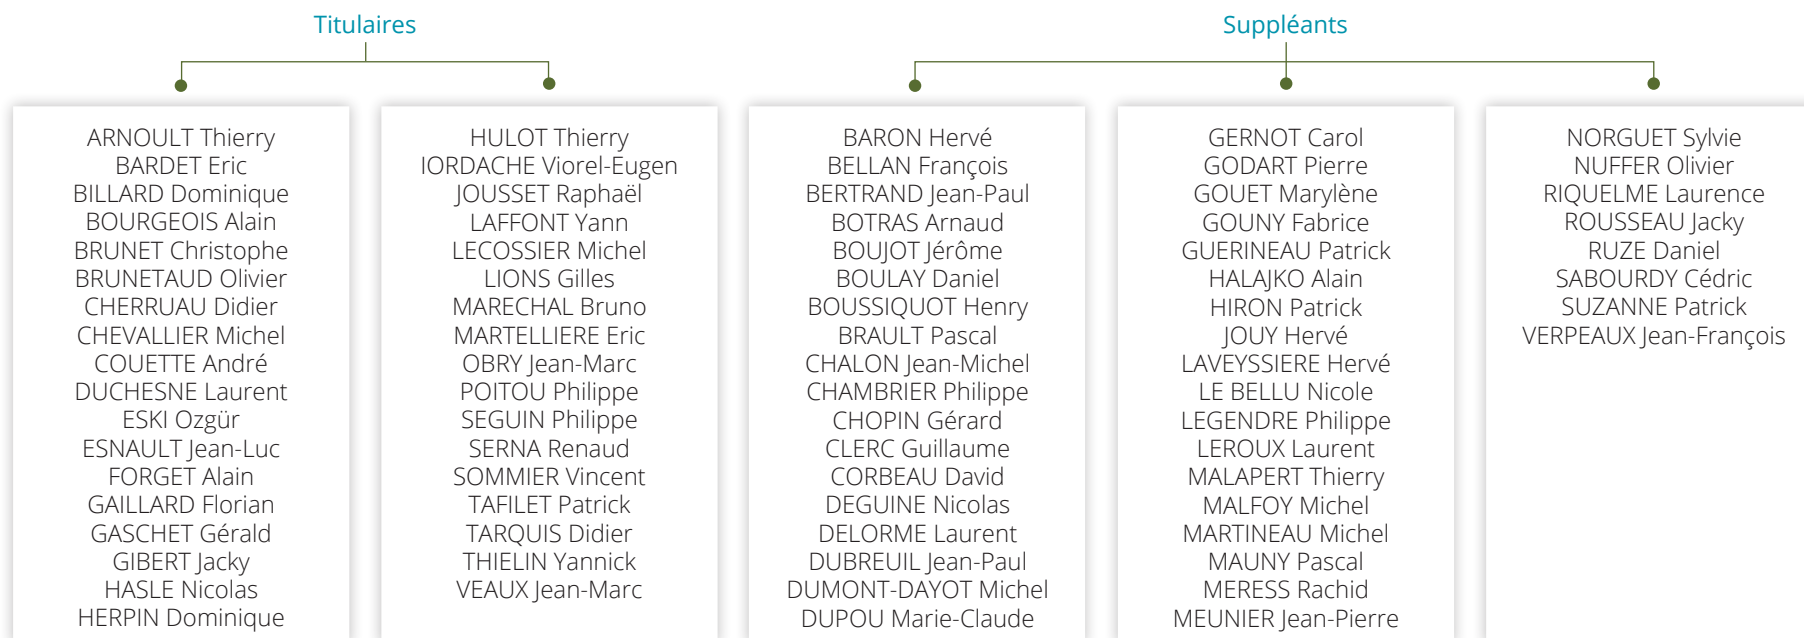 Titulaires
ARNOULT Thierry
BARDET Eric
BILLARD Dominique
BOURGEOIS Alain
BRUNET Christophe
BRUNETAUD Olivier
CHERRUAU Didier
CHEVALLIER Michel
COUETTE André
DUCHESNE Laurent
ESKI Ozgür
ESNAULT Jean-Luc
FORGET Alain
GAILLARD Florian
GASCHET Gérald
GIBERT Jacky
HASLE Nicolas
HERPIN Dominique
HULOT Thierry
IORDACHE Viorel-Eugen
JOUSSET Raphaël
LAFFONT Yann
LECOSSIER Michel
LIONS Gilles
MARECHAL Bruno
MARTELLIERE Eric
OBRY Jean-Marc
POITOU Philippe
SEGUIN Philippe
SERNA Renaud
SOMMIER Vincent
TAFILET Patrick
TARQUIS Didier
THIELIN Yannick
VEAUX Jean-Marc
Suppléants
BARON Hervé
BELLAN François
BERTRAND Jean-Paul
BOTRAS Arnaud
BOUJOT Jérôme
BOULAY Daniel
BOUSSIQUOT Henry
BRAULT Pascal
CHALON Jean-Michel
CHAMBRIER Philippe
CHOPIN Gérard
CLERC Guillaume
CORBEAU David
DEGUINE Nicolas
DELORME Laurent
DUBREUIL Jean-Paul
DUMONT-DAYOT Michel
DUPOU Marie-Claude
GERNOT Carol
GODART Pierre
GOUET Marylène
GOUNY Fabrice
GUERINEAU Patrick
HALAJKO Alain
HIRON Patrick
JOUY Hervé
LAVEYSSIERE Hervé
LE BELLU Nicole
LEGENDRE Philippe
LEROUX Laurent
MALAPERT Thierry
MALFOY Michel
MARTINEAU Michel
MAUNY Pascal
MERESS Rachid
MEUNIER Jean-Pierre
NORGUET Sylvie
NUFFER Olivier
RIQUELME Laurence
ROUSSEAU Jacky
RUZE Daniel
SABOURDY Cédric
SUZANNE Patrick
VERPEAUX Jean-François